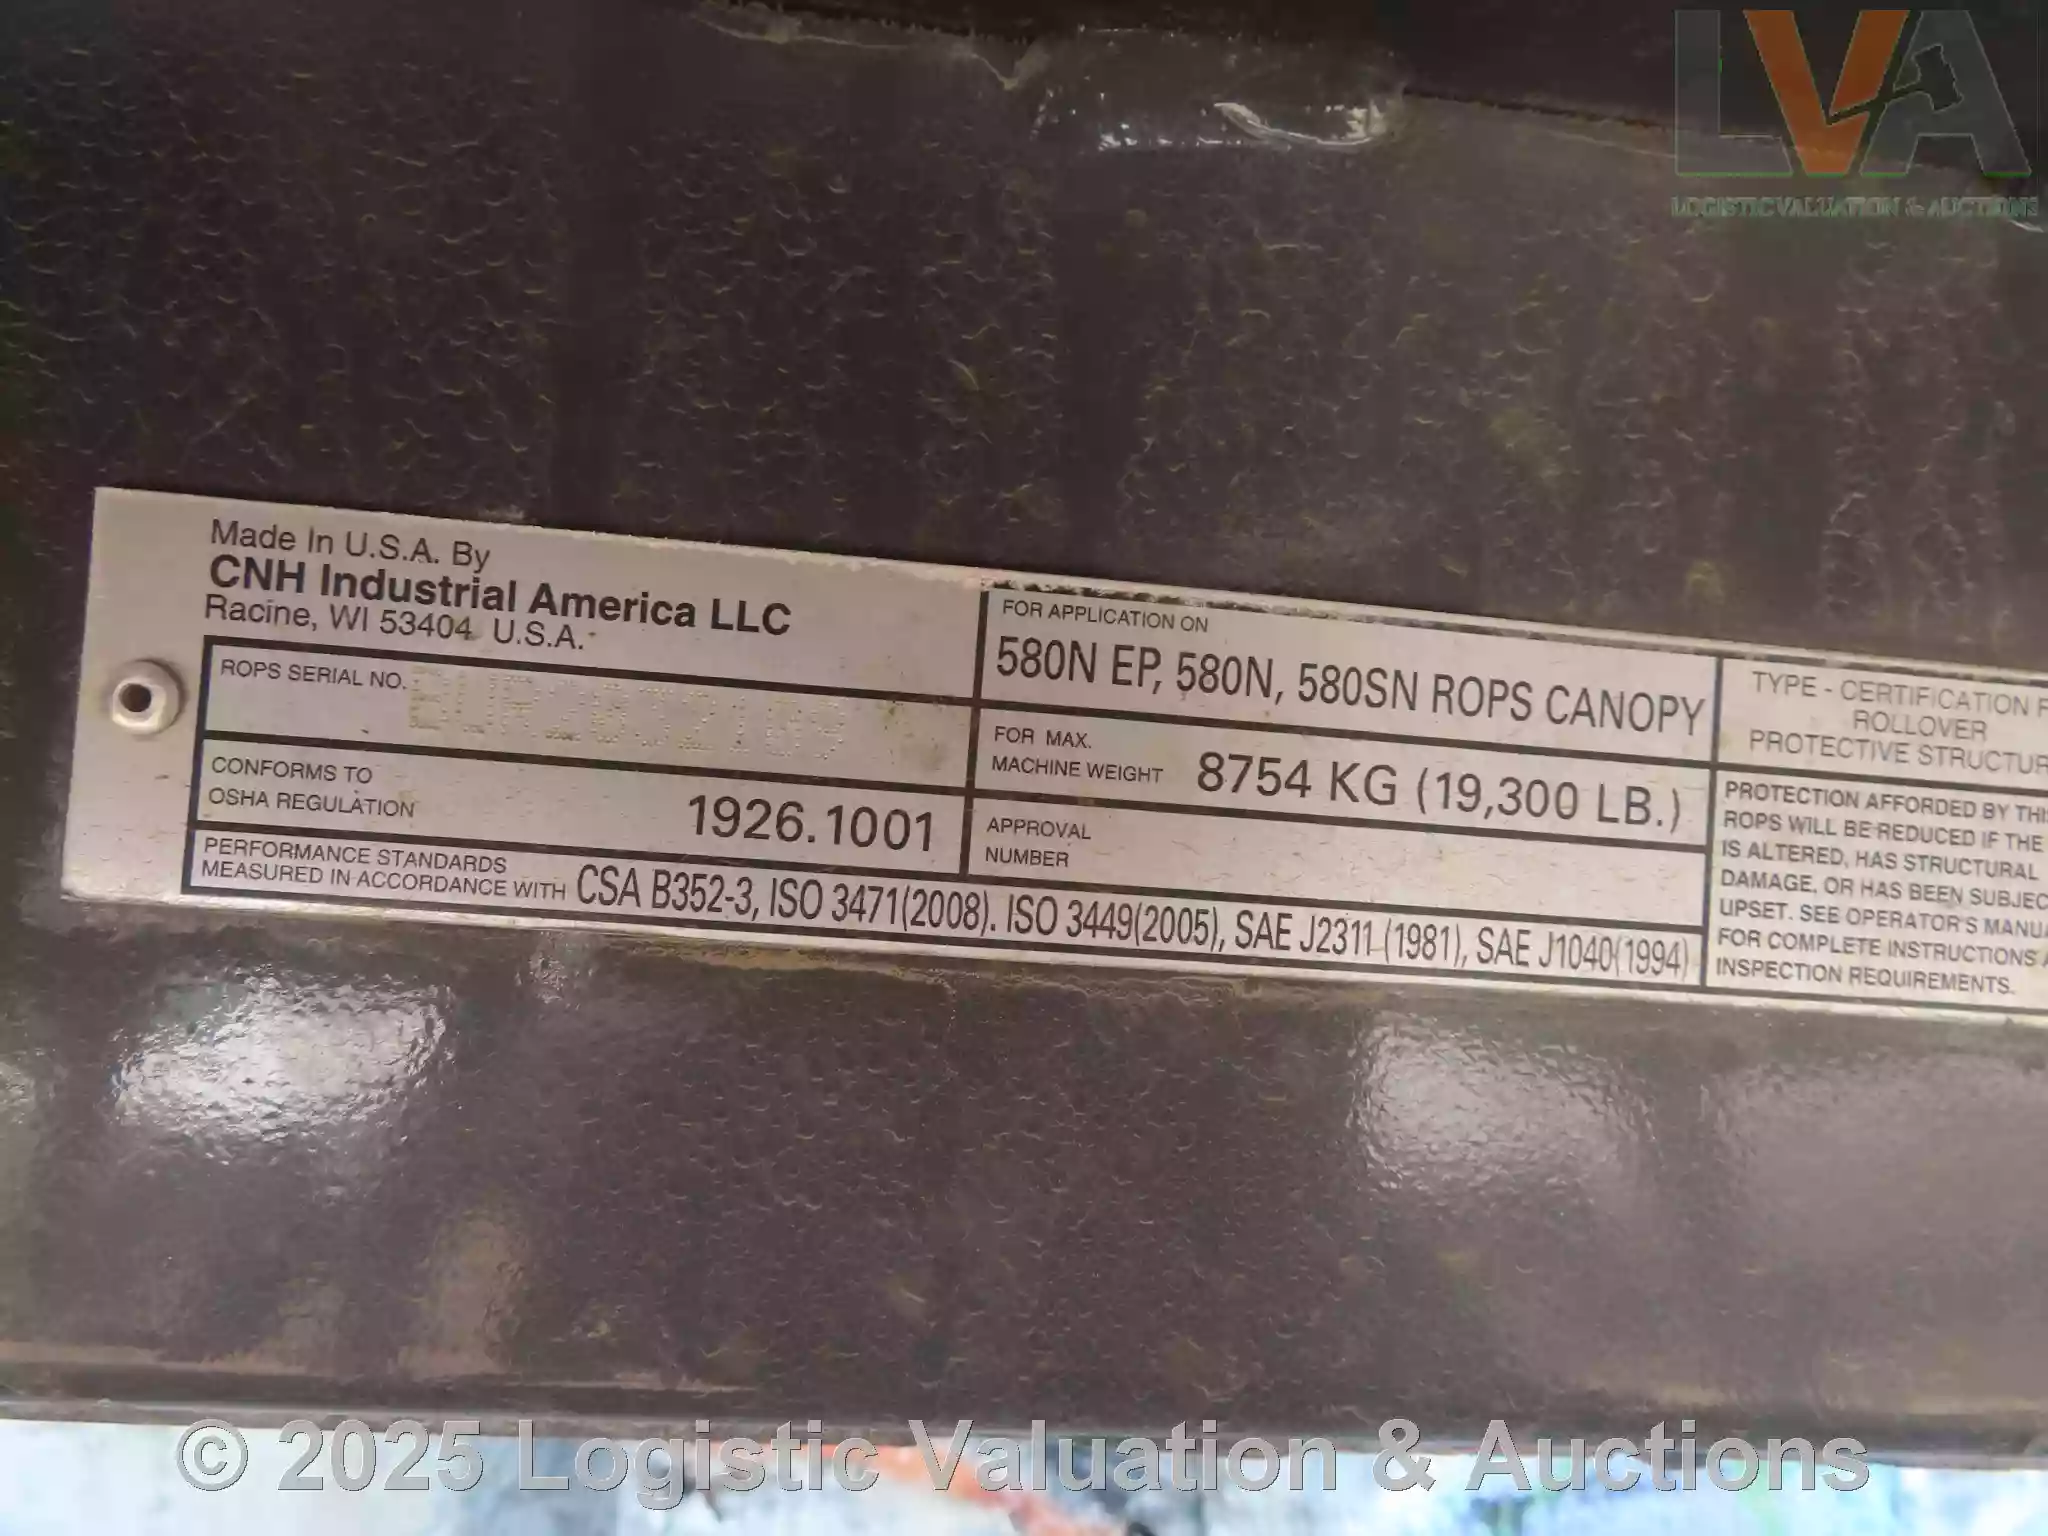 LVA
LOGISTIC VALUATION & AUCTIONS
Made In U.S.A. By
CNH Industrial America LLC
Racine, WI 53404 U.S.A.
ROPS SERIAL NO.
CONFORMS TO
OSHA REGULATION 1926.1001
PERFORMANCE STANDARDS
MEASURED IN ACCORDANCE WITH CSA B352-3, ISO 3471(2008). ISO 3449(2005), SAE J2311 (1981), SAE J1040(1994)
FOR APPLICATION ON
580N EP, 580N, 580SN ROPS CANOPY
FOR MAX.
MACHINE WEIGHT 8754 KG (19,300 LB.)
APPROVAL
NUMBER
TYPE - CERTIFICATION
ROLLOVER
PROTECTIVE
PROTECTION AFFORDED BY
ROPS WILL BE REDUCED IF THE
IS ALTERED, HAS STRUCTURAL
DAMAGE, OR HAS BEEN
UPSET. SEE OPERATOR'S
FOR COMPLETE INSTRUCTIONS
INSPECTION REQUIREMENTS.
© 2025 Logistic Valuation & Auctions